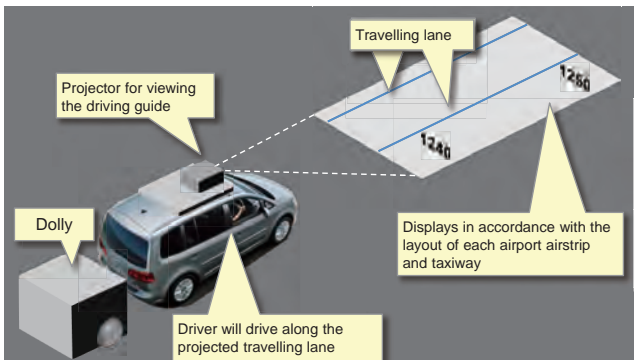 Travelling lane
Projector for viewing
the driving guide
1260
1240
Dolly
Displays in accordance with the
layout of each airport airstrip
and taxiway
Driver will drive along the
projected travelling lane